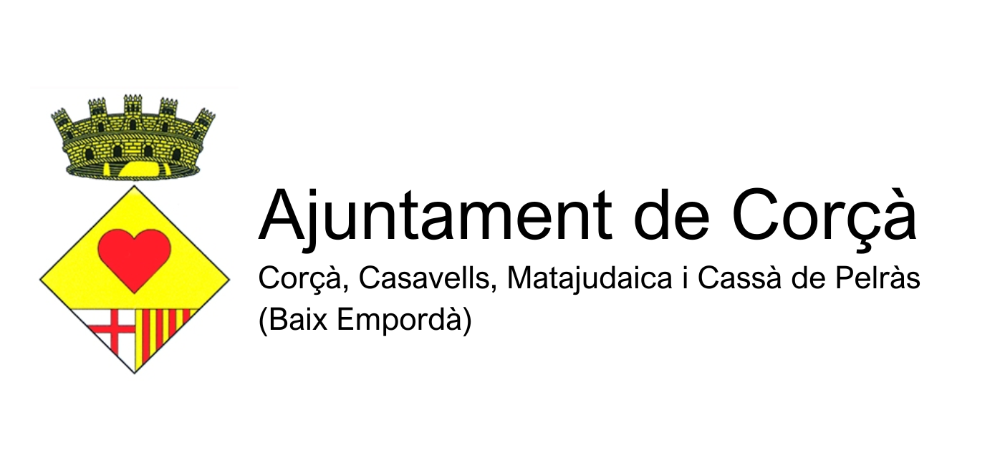 Ajuntament de Corçà
Corçà, Casavells, Matajudaica i Cassà de Pelràs
(Baix Empordà)